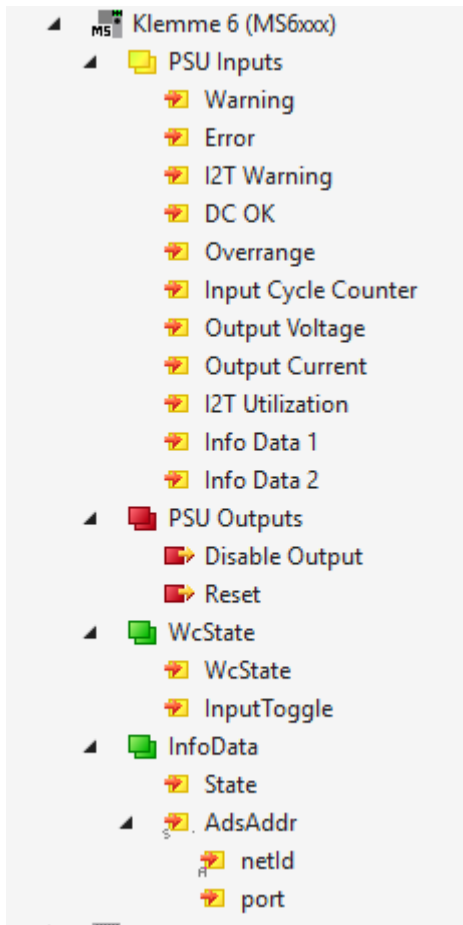 MS Klemme 6 (MS6xxx)
PSU Inputs
Warning
Error
I2T Warning
DC OK
Overrange
Input Cycle Counter
Output Voltage
Output Current
I2T Utilization
Info Data 1
Info Data 2
PSU Outputs
Disable Output
Reset
WcState
WcState
InputToggle
InfoData
State
S AdsAddr
A netId
port